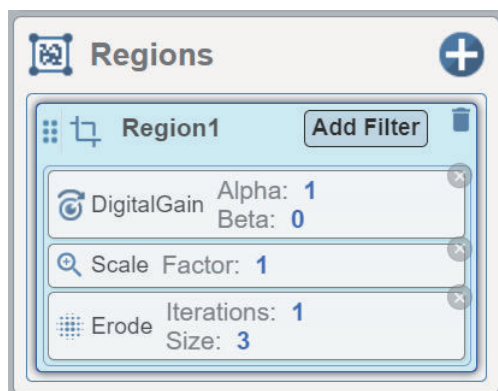 Regions
Region1 Add Filter
DigitalGain Alpha: 1
Beta: 0
Scale Factor: 1
Erode Iterations: 1
Size: 3